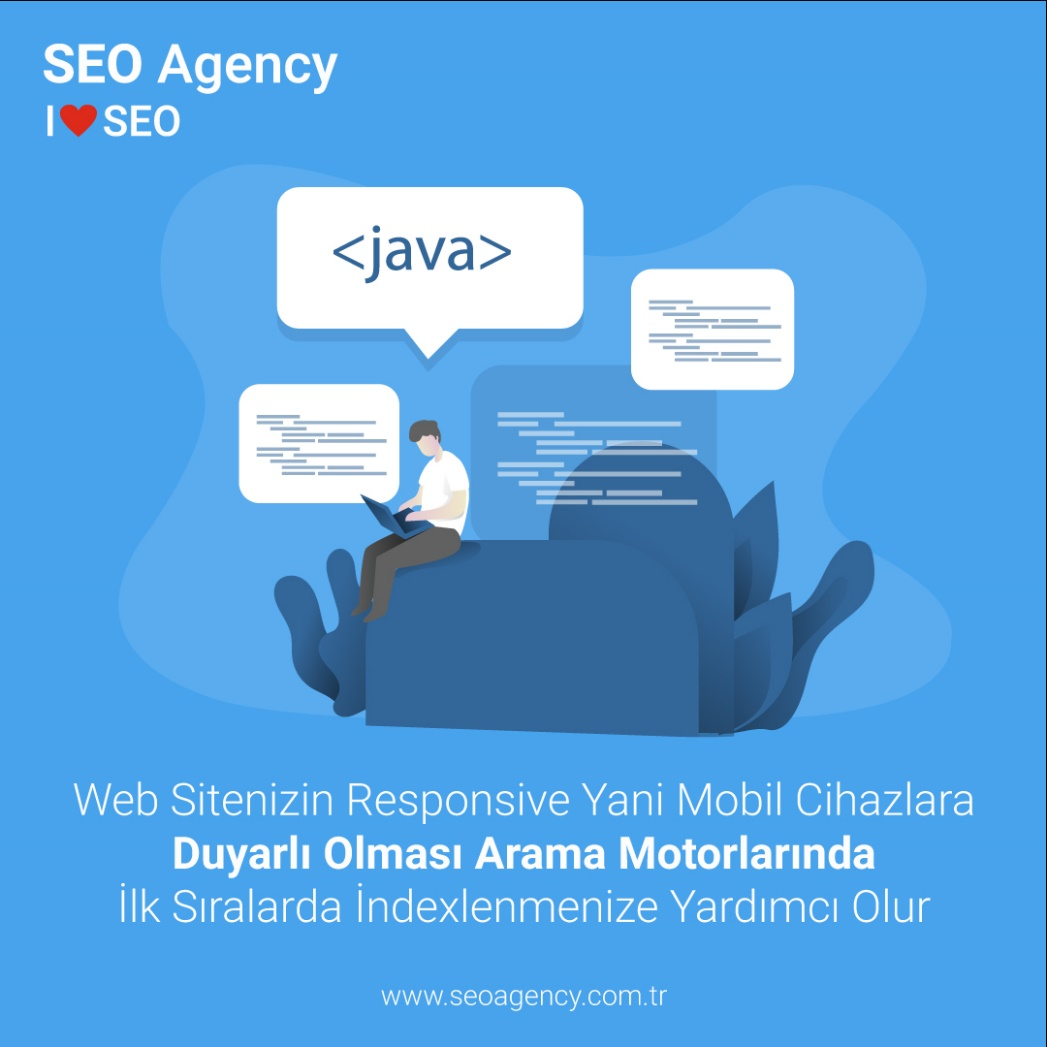 SEO Agency
I❤SEO
<java>
Web Sitenizin Responsive Yani Mobil Cihazlara
Duyarlı Olması Arama Motorlarında
İlk Sıralarda İndexlenmenize Yardımcı Olur
www.seoagency.com.tr